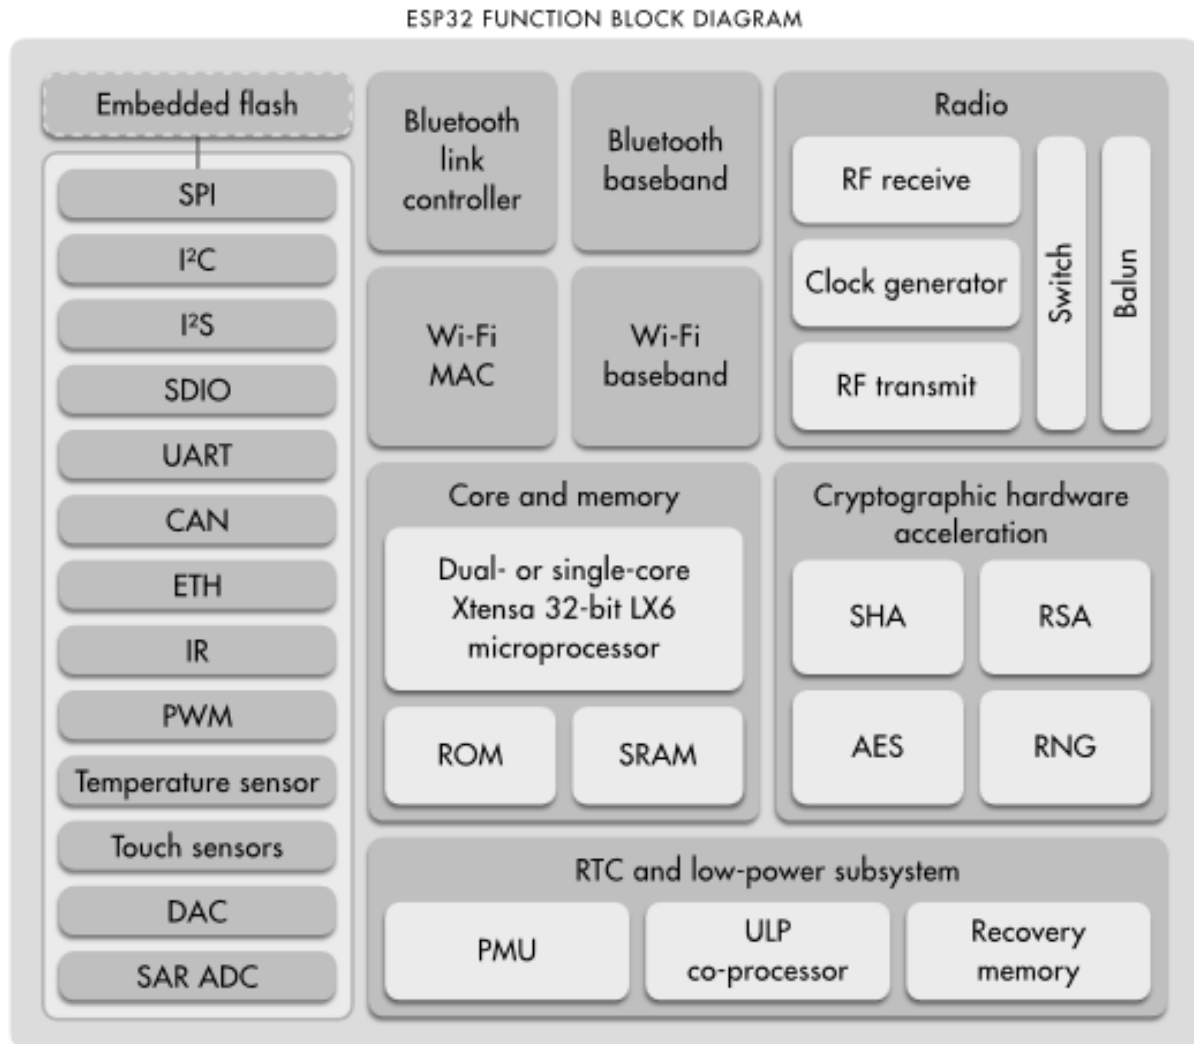 ESP32 FUNCTION BLOCK DIAGRAM
Embedded flash
SPI
I²C
I²S
SDIO
UART
CAN
ETH
IR
PWM
Temperature sensor
Touch sensors
DAC
SAR ADC
Bluetooth
link
controller
Bluetooth
baseband
Wi-Fi
MAC
Wi-Fi
baseband
Radio
RF receive
Clock generator
RF transmit
Switch
Balun
Core and memory
Dual- or single-core
Xtensa 32-bit LX6
microprocessor
ROM
SRAM
Cryptographic hardware
acceleration
SHA
RSA
AES
RNG
RTC and low-power subsystem
PMU
ULP
co-processor
Recovery
memory